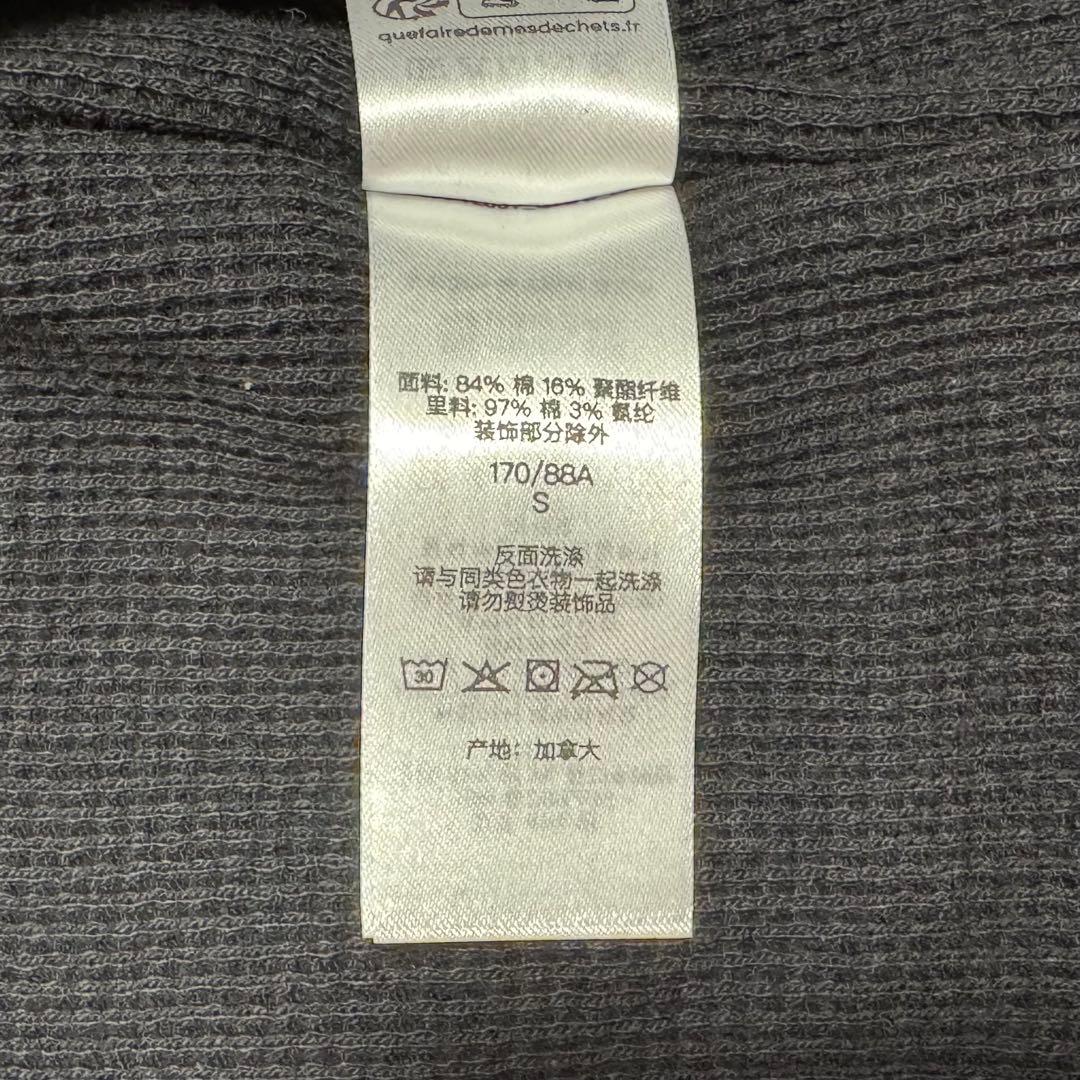 quefairedemesdechets.fr
面料: 84% 棉 16% 聚酯纤维
里料: 97% 棉 3% 氨纶
装饰部分除外
170/88A
S
反面洗涤
请与同类色衣物一起洗涤
请勿熨烫装饰品
30
产地: 加拿大